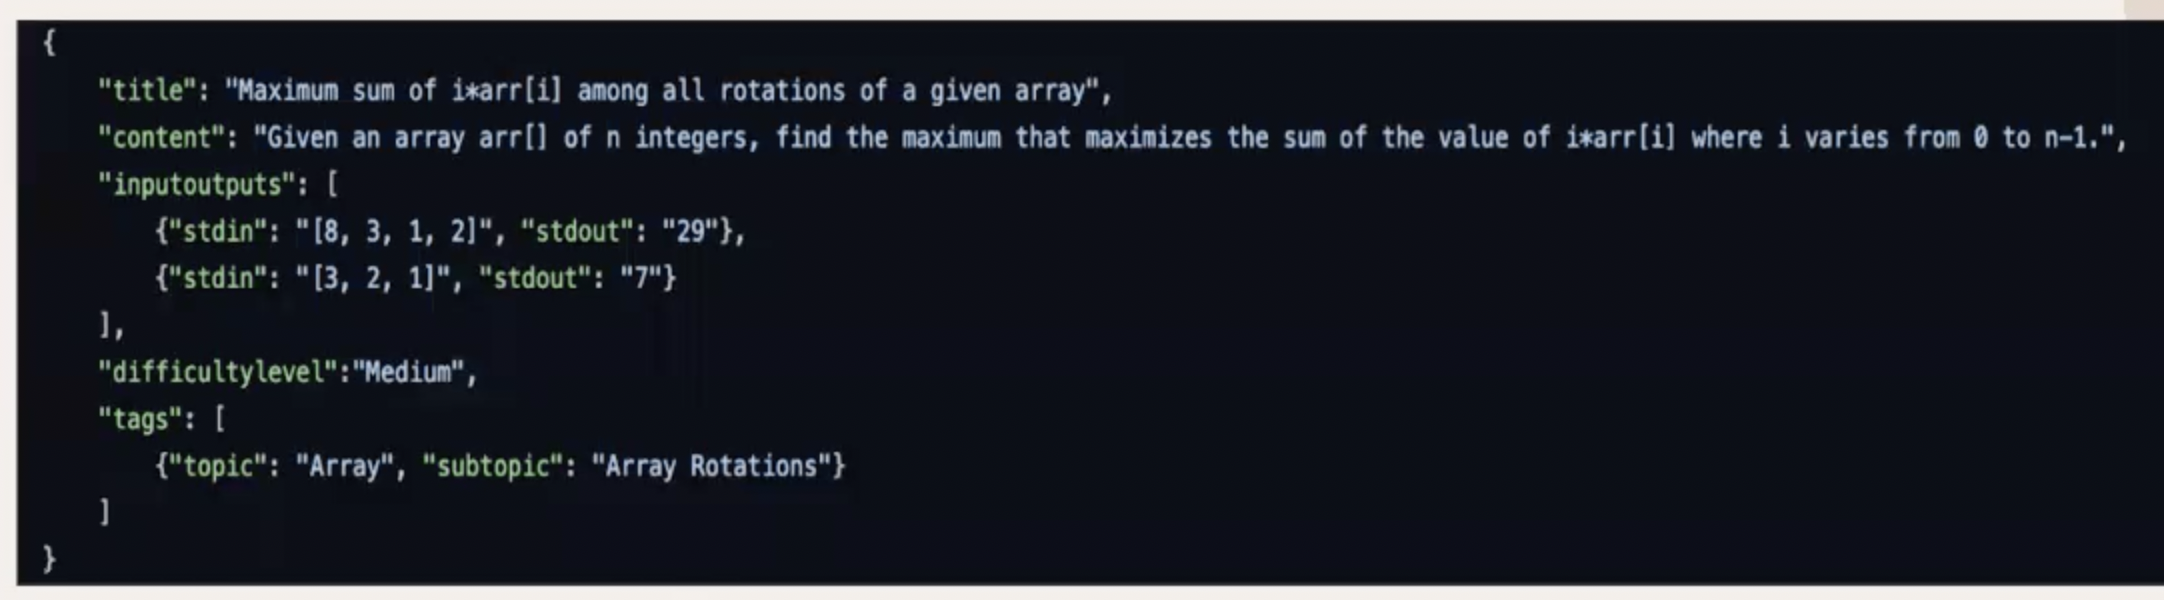 {
"title": "Maximum sum of i*arr[i] among all rotations of a given array",
"content": "Given an array arr[] of n integers, find the maximum that maximizes the sum of the value of i*arr[i] where i varies from 0 to n-1.",
"inputoutputs": [
{"stdin": "[8, 3, 1, 2]", "stdout": "29"},
{"stdin": "[3, 2, 1]", "stdout": "7"}
],
"difficultylevel":"Medium",
"tags": [
{"topic": "Array", "subtopic": "Array Rotations"}
]
}